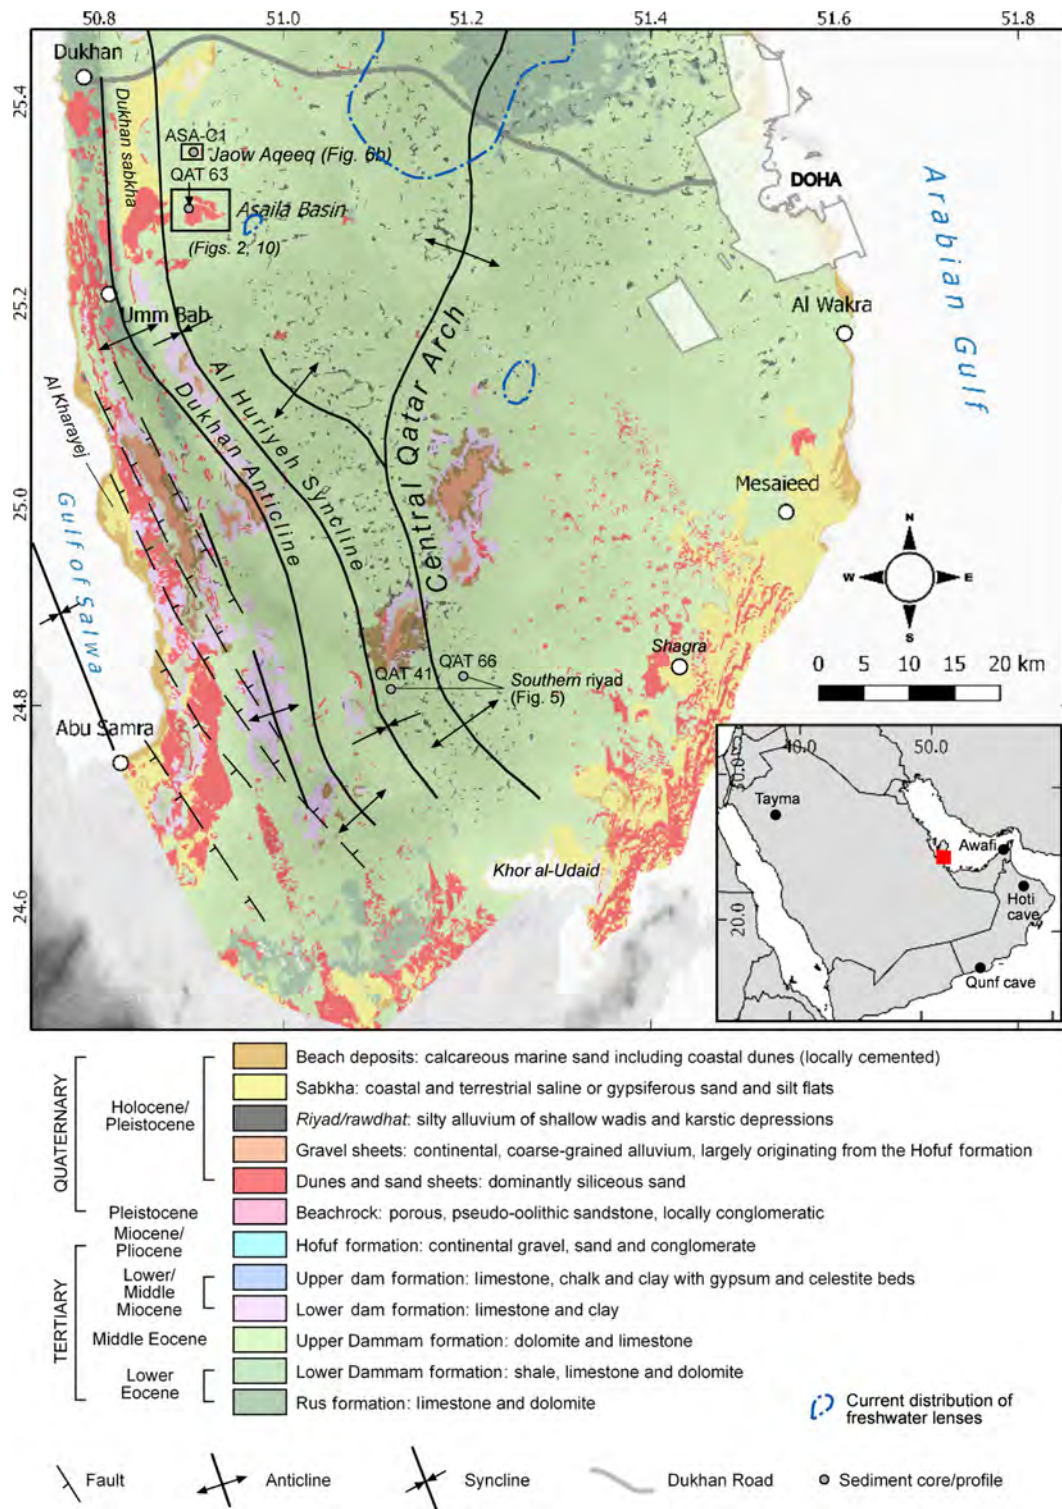 50.8
51.0
51.2
51.4
51.6
51.8
25.4
25.2
25.0
24.8
24.6
Dukhan
Dukhan sabkha
ASA-C1
Jaow Aqeeq (Fig. 6b)
QAT 63
Asaila Basin
(Figs. 2, 10)
DOHA
Arabian Gulf
Umm Bab
Al Wakra
Al Kharayej
Al Huriyeh Syncline
Dukhan Anticline
Central Qatar Arch
Gulf of Salwa
Mesaieed
N
W
E
S
Shagra
0 5 10 15 20 km
QAT 41
QAT 66
Southern riyad
(Fig. 5)
Abu Samra
Khor al-Udaid
40.0
50.0
30.0
20.0
Tayma
Awafi
Hoti
cave
Qunf cave
QUATERNARY
Holocene/
Pleistocene
Beach deposits: calcareous marine sand including coastal dunes (locally cemented)
Sabkha: coastal and terrestrial saline or gypsiferous sand and silt flats
Riyad/rawdhat: silty alluvium of shallow wadis and karstic depressions
Gravel sheets: continental, coarse-grained alluvium, largely originating from the Hofuf formation
Dunes and sand sheets: dominantly siliceous sand
Pleistocene
Beachrock: porous, pseudo-oolithic sandstone, locally conglomeratic
TERTIARY
Miocene/
Pliocene
Hofuf formation: continental gravel, sand and conglomerate
Lower/
Middle
Miocene
Upper dam formation: limestone, chalk and clay with gypsum and celestite beds
Lower dam formation: limestone and clay
Middle Eocene
Upper Dammam formation: dolomite and limestone
Lower
Eocene
Lower Dammam formation: shale, limestone and dolomite
Rus formation: limestone and dolomite
Current distribution of
freshwater lenses
Fault
Anticline
Syncline
Dukhan Road
Sediment core/profile